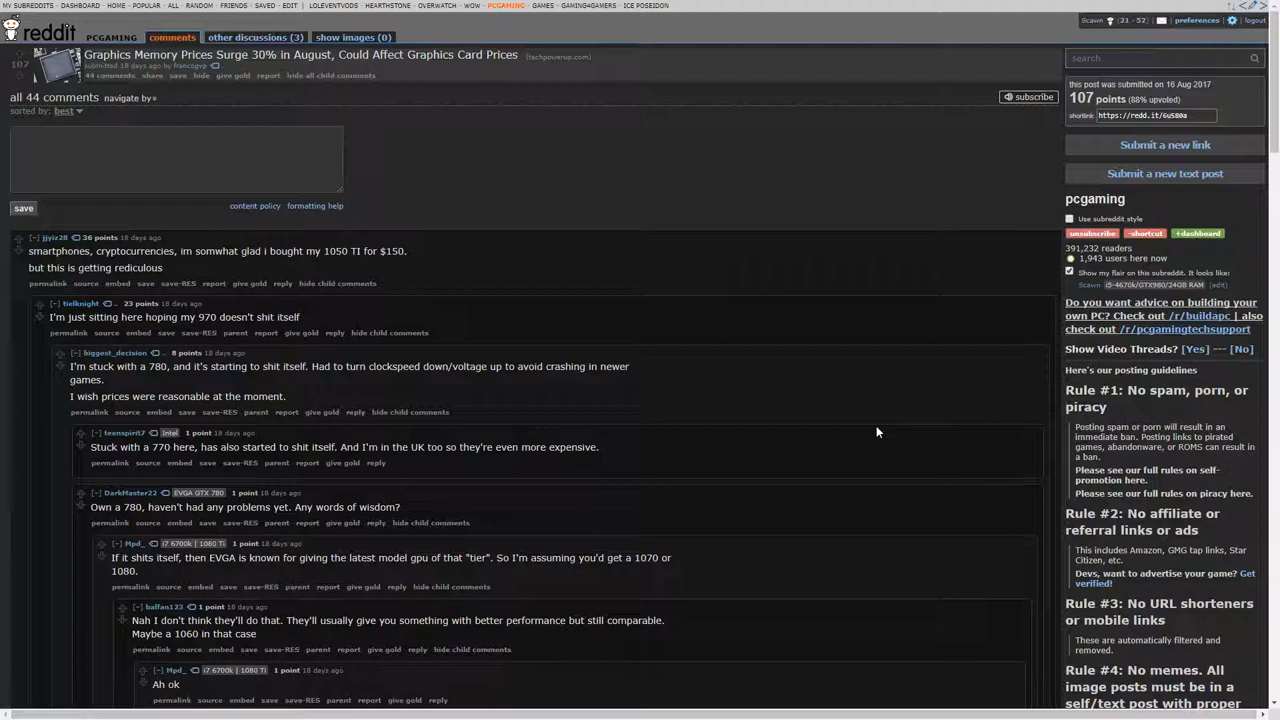 MY SUBREDDITS - DASHBOARD - HOME - POPULAR - ALL - RANDOM - FRIENDS - SAVED - EDIT | LOLEVENTVODS - HEARTHSTONE - OVERWATCH - WOW - PCGAMING - GAMES - GAMING4GAMERS - ICE POSEIDON
Scawn (21 - 52) | preferences | logout
reddit PCGAMING comments other discussions (3) show images (0)
107
Graphics Memory Prices Surge 30% in August, Could Affect Graphics Card Prices (techpowerup.com)
submitted 18 days ago by francogvp
44 comments share save hide give gold report hide all child comments
all 44 comments navigate by
subscribe
sorted by: best
save
content policy formatting help
[-] jjyiz28 36 points 18 days ago
smartphones, cryptocurrencies, im somwhat glad i bought my 1050 TI for $150.
but this is getting rediculous
permalink source embed save save-RES report give gold reply hide child comments
[-] tielknight .. 23 points 18 days ago
I'm just sitting here hoping my 970 doesn't shit itself
permalink source embed save save-RES parent report give gold reply hide child comments
[-] biggest_decision . 8 points 18 days ago
I'm stuck with a 780, and it's starting to shit itself. Had to turn clockspeed down/voltage up to avoid crashing in newer
games.
I wish prices were reasonable at the moment.
permalink source embed save save-RES parent report give gold reply hide child comments
[-] teenspirit7 Intel 1 point 18 days ago
Stuck with a 770 here, has also started to shit itself. And I'm in the UK too so they're even more expensive.
permalink source embed save save-RES parent report give gold reply
[-] DarkMaster22 EVGA GTX 780 1 point 18 days ago
Own a 780, haven't had any problems yet. Any words of wisdom?
permalink source embed save save-RES parent report give gold reply hide child comments
[-] Mpd_ i7 6700k | 1080 Ti 1 point 18 days ago
If it shits itself, then EVGA is known for giving the latest model gpu of that "tier". So I'm assuming you'd get a 1070 or
1080.
permalink source embed save save-RES parent report give gold reply hide child comments
[-] balfan123 1 point 18 days ago
Nah I don't think they'll do that. They'll usually give you something with better performance but still comparable.
Maybe a 1060 in that case
permalink source embed save save-RES parent report give gold reply hide child comments
[-] Mpd_ i7 6700k | 1080 Ti 1 point 18 days ago
Ah ok
permalink source embed save save-RES parent report give gold reply
search
this post was submitted on 16 Aug 2017
107 points (88% upvoted)
shortlink: https://redd.it/6u580a
Submit a new link
Submit a new text post
pcgaming
Use subreddit style
unsubscribe -shortcut +dashboard
391,232 readers
1,943 users here now
Show my flair on this subreddit. It looks like:
Scawn i5-4670k/GTX980/24GB RAM (edit)
Do you want advice on building your
own PC? Check out /r/buildapc | also
check out /r/pcgamingtechsupport
Show Video Threads? [Yes] --- [No]
Here's our posting guidelines
Rule #1: No spam, porn, or
piracy
Posting spam or porn will result in an
immediate ban. Posting links to pirated
games, abandonware, or ROMS can result in
a ban.
Please see our full rules on self-
promotion here.
Please see our full rules on piracy here.
Rule #2: No affiliate or
referral links or ads
This includes Amazon, GMG tap links, Star
Citizen, etc.
Devs, want to advertise your game? Get
verified!
Rule #3: No URL shorteners
or mobile links
These are automatically filtered and
removed.
Rule #4: No memes. All
image posts must be in a
self/text post with proper